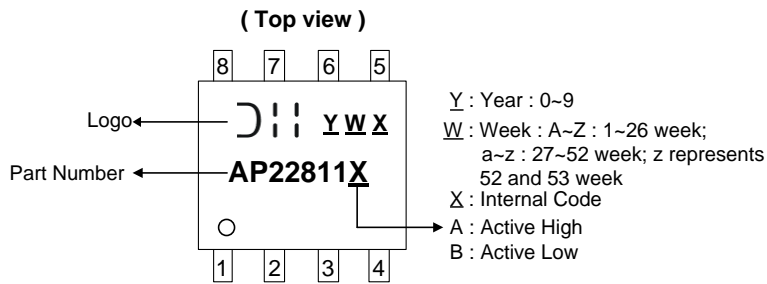 ( Top view )
8 7 6 5
Logo
Y W X
Part Number
AP22811X
1 2 3 4
Y : Year : 0~9
W : Week : A~Z : 1~26 week;
a~z : 27~52 week; z represents
52 and 53 week
X : Internal Code
A : Active High
B : Active Low